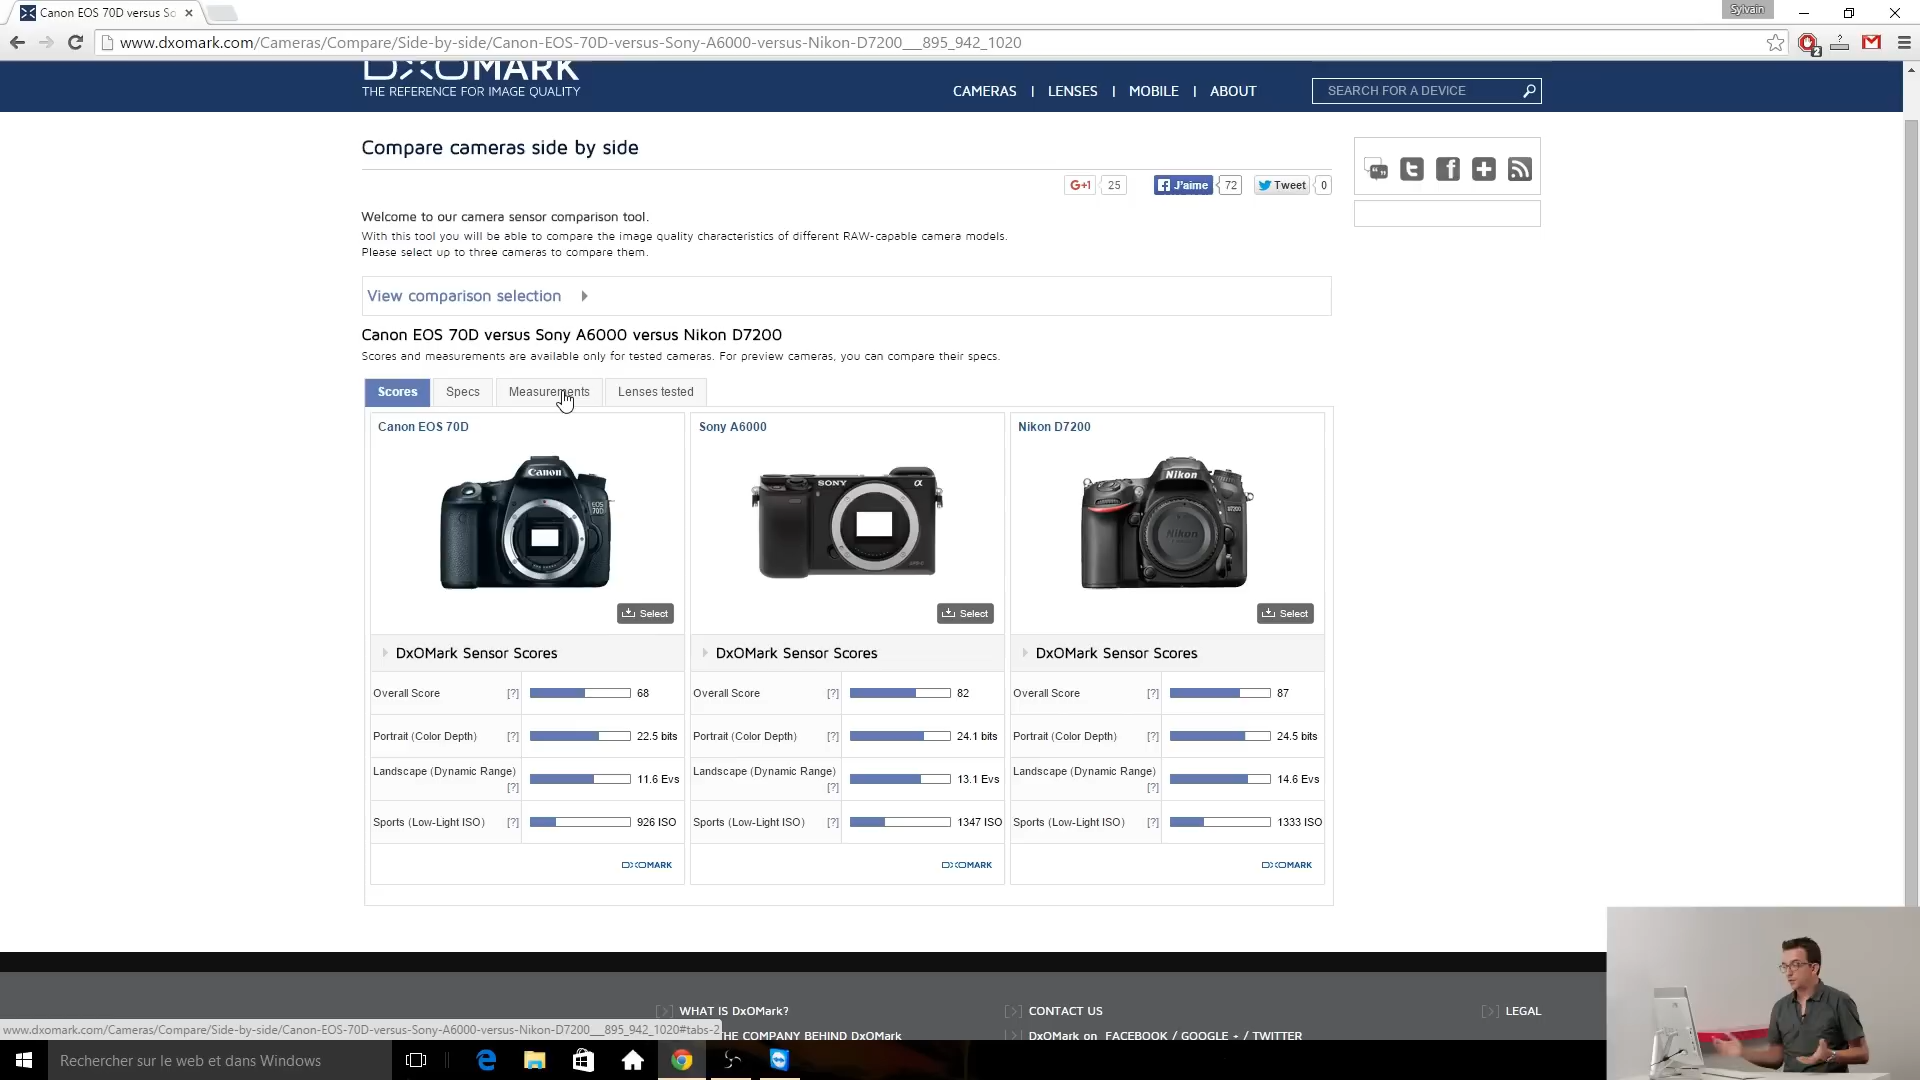 Canon EOS 70D versus So
Sylvain
www.dxomark.com/Cameras/Compare/Side-by-side/Canon-EOS-70D-versus-Sony-A6000-versus-Nikon-D7200___895_942_1020
DXOMARK
THE REFERENCE FOR IMAGE QUALITY
CAMERAS | LENSES | MOBILE | ABOUT
SEARCH FOR A DEVICE
Compare cameras side by side
G+1 25 J'aime 72 Tweet 0
Welcome to our camera sensor comparison tool.
With this tool you will be able to compare the image quality characteristics of different RAW-capable camera models.
Please select up to three cameras to compare them.
View comparison selection
Canon EOS 70D versus Sony A6000 versus Nikon D7200
Scores and measurements are available only for tested cameras. For preview cameras, you can compare their specs.
Scores Specs Measurements Lenses tested
Canon EOS 70D Sony A6000 Nikon D7200
Canon
EOS
70D
SONY α
Nikon
D7200
Nikon
Select Select Select
DxOMark Sensor Scores DxOMark Sensor Scores DxOMark Sensor Scores
Overall Score [?] 68 Overall Score [?] 82 Overall Score [?] 87
Portrait (Color Depth) [?] 22.5 bits Portrait (Color Depth) [?] 24.1 bits Portrait (Color Depth) [?] 24.5 bits
Landscape (Dynamic Range) [?] 11.6 Evs Landscape (Dynamic Range) [?] 13.1 Evs Landscape (Dynamic Range) [?] 14.6 Evs
Sports (Low-Light ISO) [?] 926 ISO Sports (Low-Light ISO) [?] 1347 ISO Sports (Low-Light ISO) [?] 1333 ISO
DXOMARK DXOMARK DXOMARK
WHAT IS DxOMark? CONTACT US LEGAL
www.dxomark.com/Cameras/Compare/Side-by-side/Canon-EOS-70D-versus-Sony-A6000-versus-Nikon-D7200___895_942_1020#tabs-2
THE COMPANY BEHIND DxOMark DxOMark on FACEBOOK / GOOGLE + / TWITTER
Rechercher sur le web et dans Windows